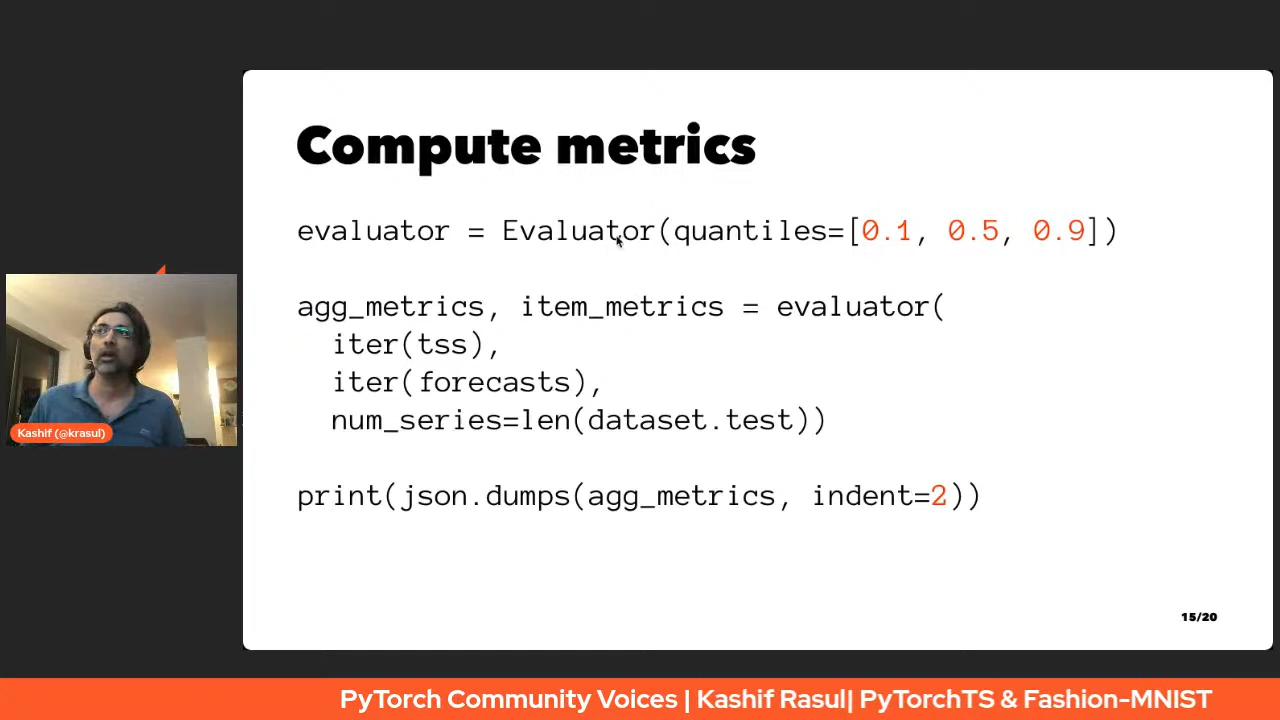 Compute metrics
evaluator = Evaluator(quantiles=[0.1, 0.5, 0.9])
agg_metrics, item_metrics = evaluator(
iter(tss),
iter(forecasts),
num_series=len(dataset.test))
print(json.dumps(agg_metrics, indent=2))
Kashif (@krasul)
15/20
PyTorch Community Voices | Kashif Rasul| PyTorchTS & Fashion-MNIST